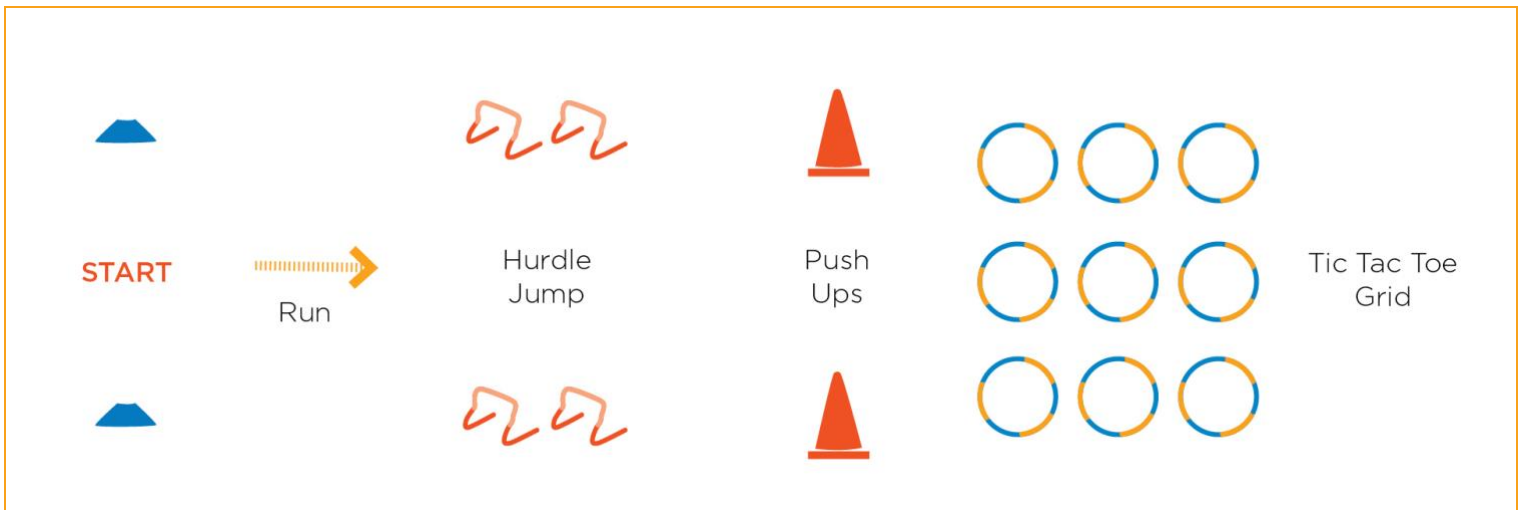 START
Run
Hurdle
Jump
Push
Ups
Tic Tac Toe
Grid